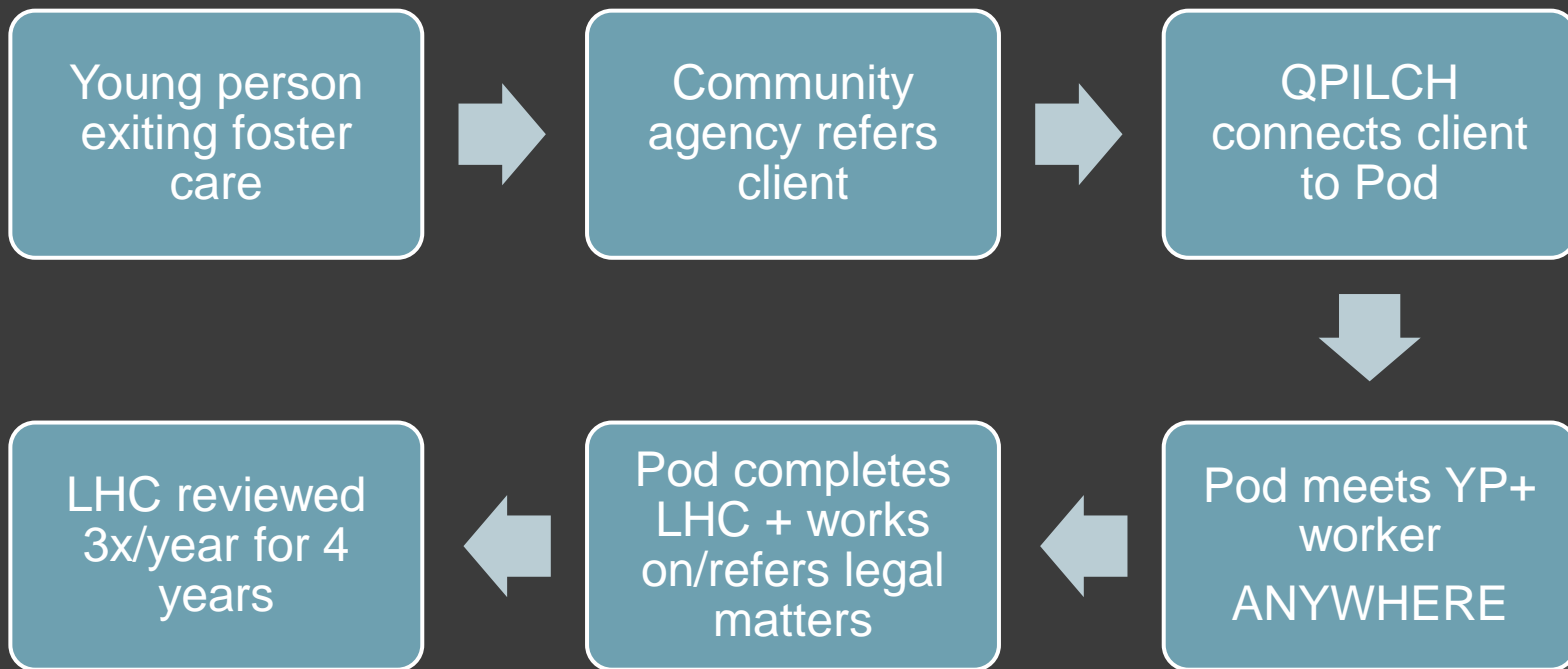 Young person
exiting foster
care
Community
agency refers
client
QPILCH
connects client
to Pod
Pod meets YP+
worker
ANYWHERE
Pod completes
LHC + works
on/refers legal
matters
LHC reviewed
3x/year for 4
years